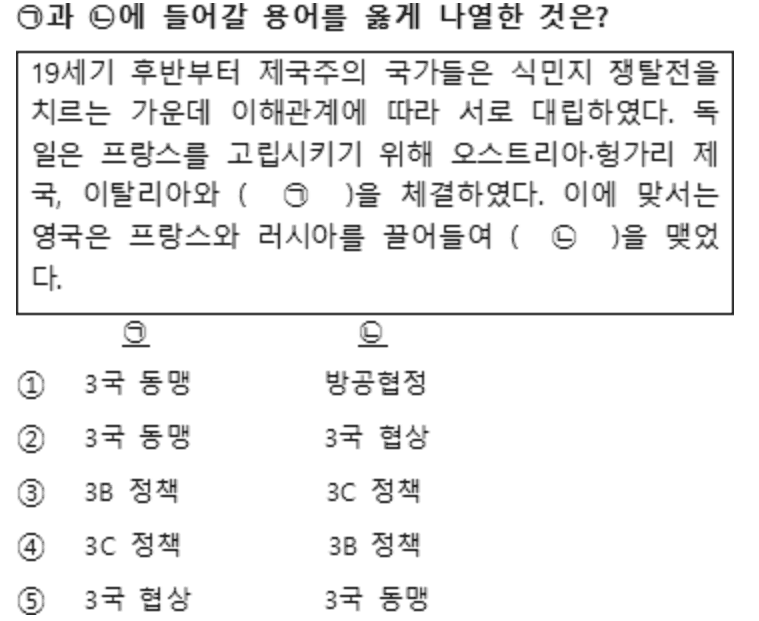 ㉠과 ㉡에 들어갈 용어를 옳게 나열한 것은?
19세기 후반부터 제국주의 국가들은 식민지 쟁탈전을
치르는 가운데 이해관계에 따라 서로 대립하였다. 독
일은 프랑스를 고립시키기 위해 오스트리아·헝가리 제
국, 이탈리아와 ( ㉠ )을 체결하였다. 이에 맞서는
영국은 프랑스와 러시아를 끌어들여 ( ㉡ )을 맺었
다.
㉠ ㉡
① 3국 동맹 방공협정
② 3국 동맹 3국 협상
③ 3B 정책 3C 정책
④ 3C 정책 3B 정책
⑤ 3국 협상 3국 동맹